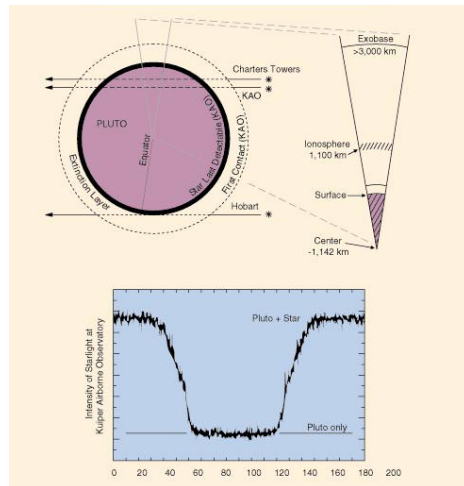 Exobase
>3,000 km
Charters Towers
KAO
PLUTO
Equator
Star Last Detectable (KAO)
First Contact (KAO)
Extinction Layer
Hobart
Ionosphere
1,100 km
Surface
Center
-1,142 km
Intensity of Starlight at
Kuiper Airborne Observatory
Pluto + Star
Pluto only
0 20 40 60 80 100 120 140 160 180 200